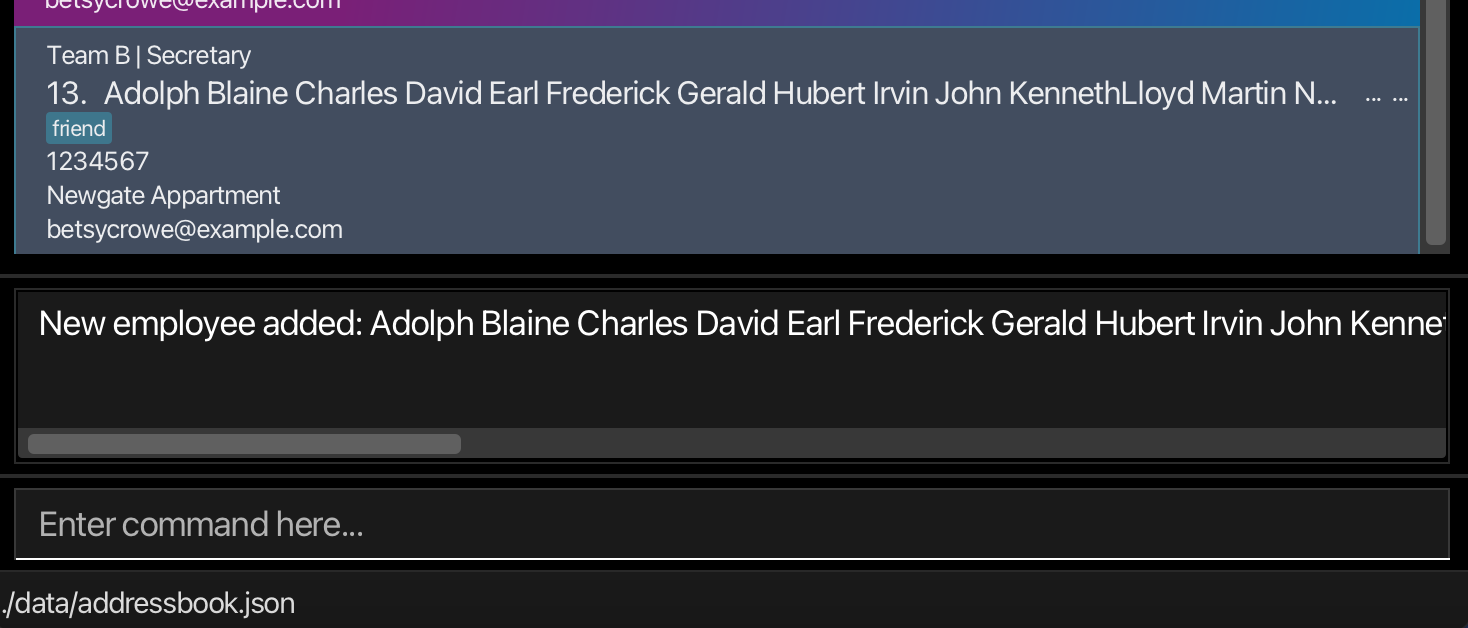 betsycrowe@example.com
Team B | Secretary
13. Adolph Blaine Charles David Earl Frederick Gerald Hubert Irvin John KennethLloyd Martin N... ... ...
friend
1234567
Newgate Appartment
betsycrowe@example.com
New employee added: Adolph Blaine Charles David Earl Frederick Gerald Hubert Irvin John Kennet
Enter command here...
./data/addressbook.json